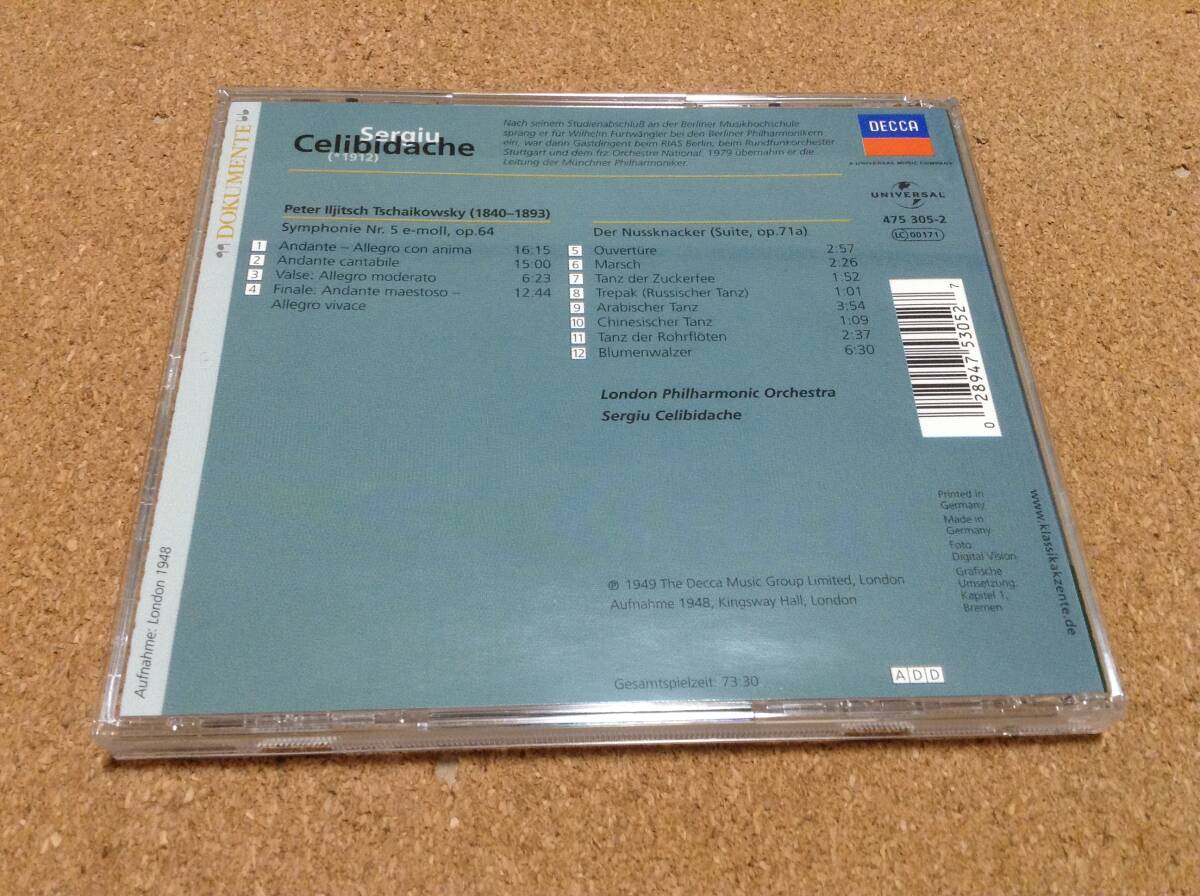 „DOKUMENTE“
Sergiu
Celibidache
(*1912)
Nach seinem Studienabschluß an der Berliner Musikhochschule
sprang er für Wilhelm Furtwängler bei den Berliner Philharmonikern
ein, war dann Gastdirigent beim RIAS Berlin, beim Rundfunkorchester
Stuttgart und dem frz Orchestre National. 1979 übernahm er die
Leitung der Münchner Philharmoniker.
DECCA
A UNIVERSAL MUSIC COMPANY
UNIVERSAL
475 305-2
LC 00171
Peter Iljitsch Tschaikowsky (1840–1893)
Symphonie Nr. 5 e-moll, op.64
1 Andante – Allegro con anima 16:15
2 Andante cantabile 15:00
3 Valse: Allegro moderato 6:23
4 Finale: Andante maestoso – 12.44
Allegro vivace
Der Nussknacker (Suite, op.71a)
5 Ouvertüre 2:57
6 Marsch 2:26
7 Tanz der Zuckerfee 1:52
8 Trepak (Russischer Tanz) 1:01
9 Arabischer Tanz 3:54
10 Chinesischer Tanz 1:09
11 Tanz der Rohrflöten 2:37
12 Blumenwalzer 6:30
London Philharmonic Orchestra
Sergiu Celibidache
0 28947 53052 7
Printed in
Germany
Made in
Germany
Foto:
Digital Vision
Grafische
Umsetzung:
Kapitel 1,
Bremen
www.klassikakzente.de
℗ 1949 The Decca Music Group Limited, London
Aufnahme 1948, Kingsway Hall, London
Gesamtspielzeit: 73:30
ADD
Aufnahme: London 1948